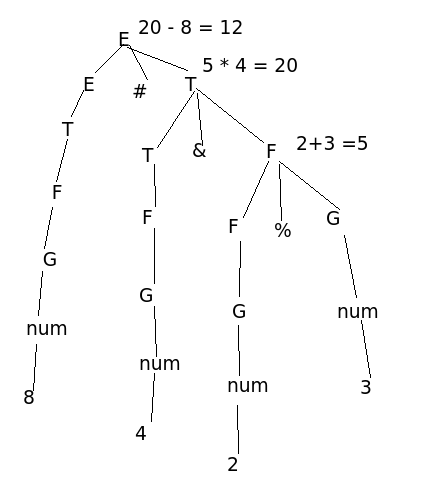 E 20 - 8 = 12
5 * 4 = 20
E # T
T T & F 2+3 =5
F F F % G
G G G num
num num num 3
8 4 2